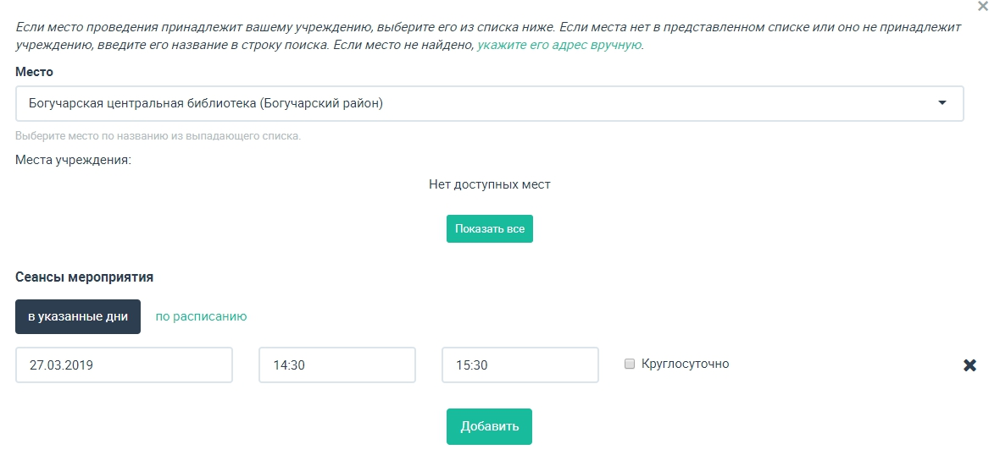 Если место проведения принадлежит вашему учреждению, выберите его из списка ниже. Если места нет в представленном списке или оно не принадлежит
учреждению, введите его название в строку поиска. Если место не найдено, укажите его адрес вручную.
Место
Богучарская центральная библиотека (Богучарский район)
Выберите место по названию из выпадающего списка.
Места учреждения:
Нет доступных мест
Показать все
Сеансы мероприятия
в указанные дни по расписанию
27.03.2019 14:30 15:30 Круглосуточно
Добавить